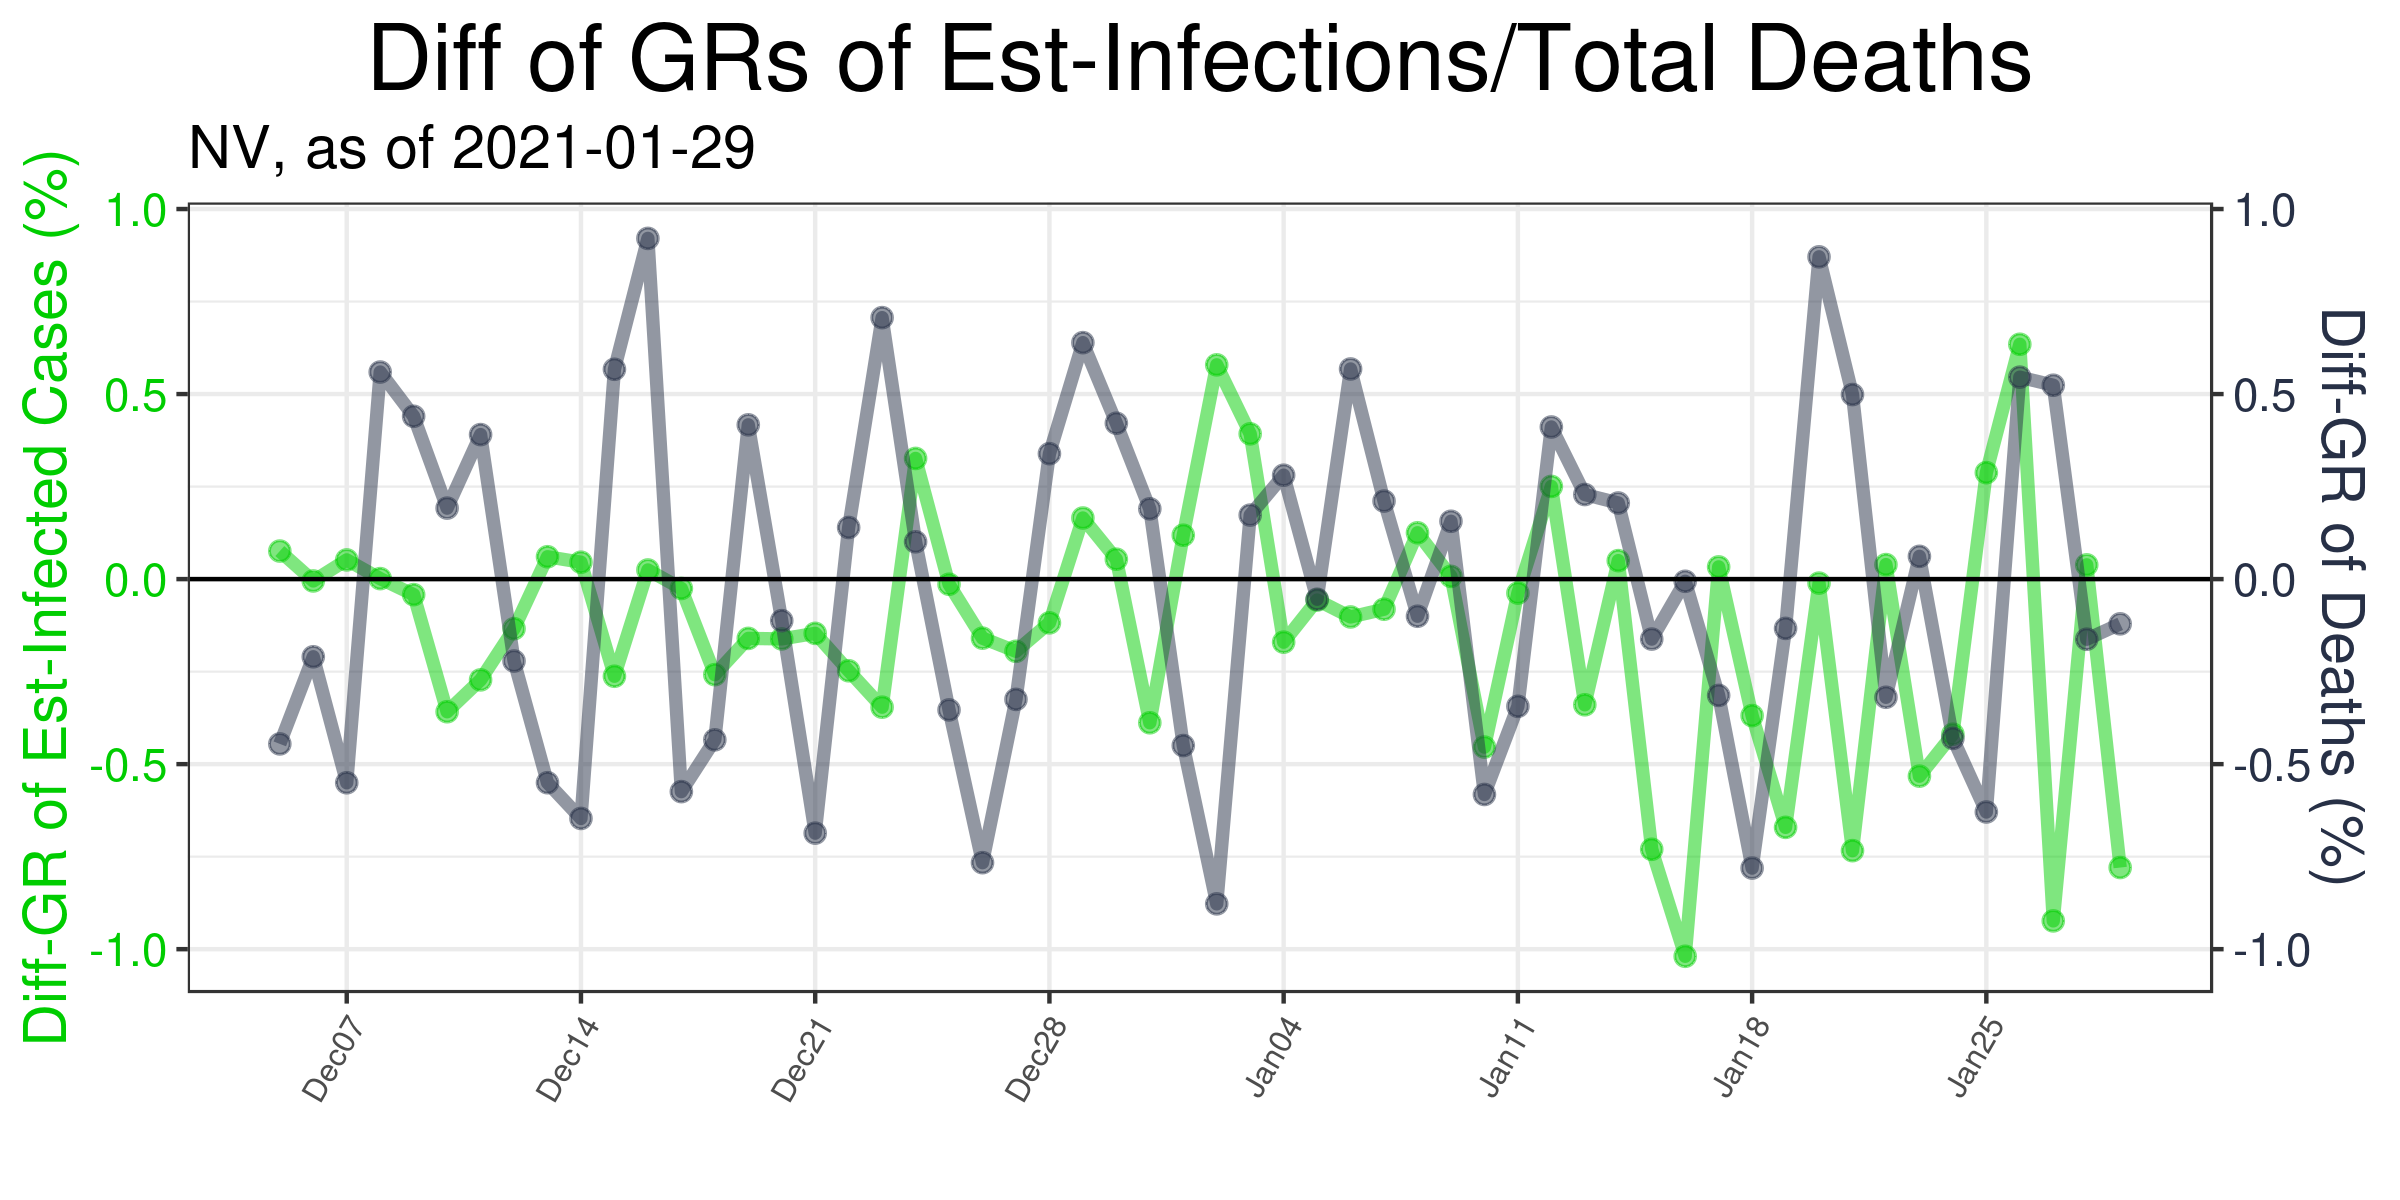 Diff of GRs of Est-Infections/Total Deaths
NV, as of 2021-01-29
Diff-GR of Est-Infected Cases (%)
1.0
0.5
0.0
-0.5
-1.0
1.0
0.5
0.0
-0.5
-1.0
Diff-GR of Deaths (%)
Dec07 Dec14 Dec21 Dec28 Jan04 Jan11 Jan18 Jan25